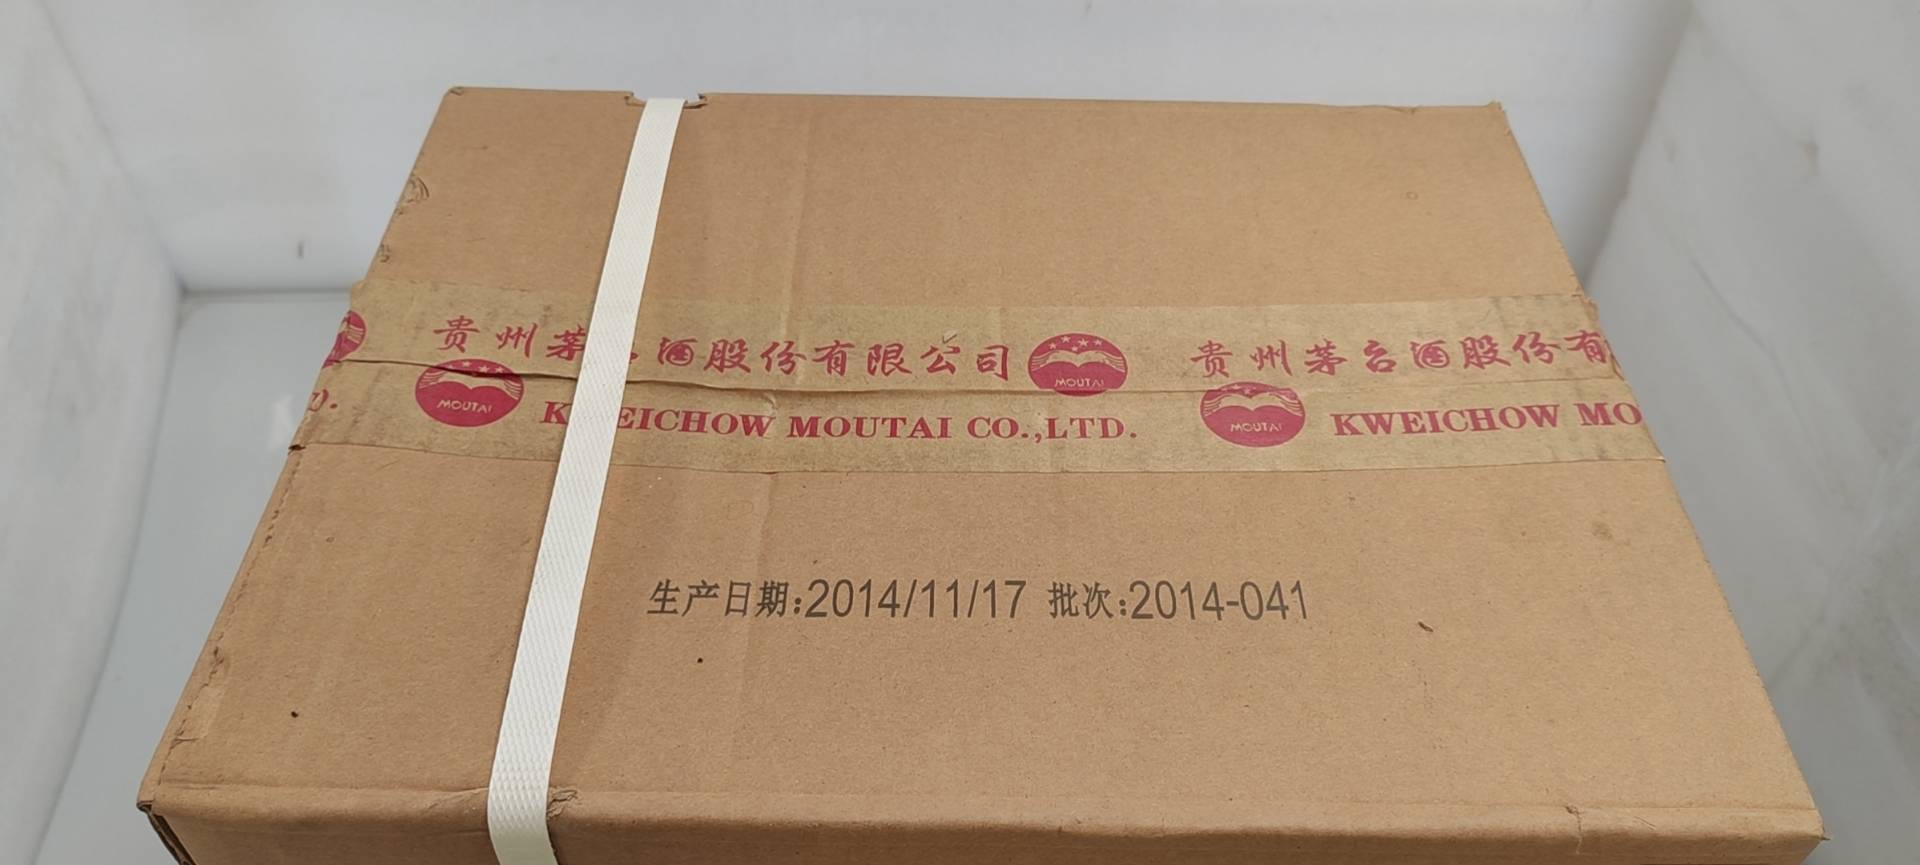 贵州茅台酒股份有限公司 MOUTAI 贵州茅台酒股份有
MOUTAI KWEICHOW MOUTAI CO.,LTD. MOUTAI KWEICHOW MO
生产日期:2014/11/17 批次:2014-041